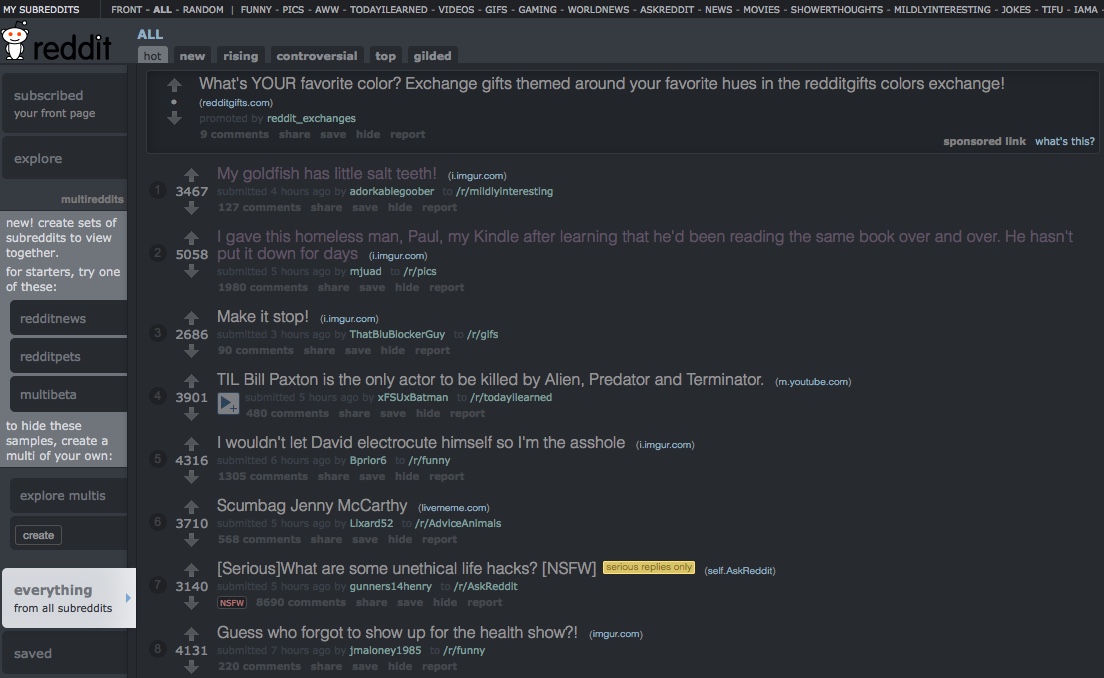 MY SUBREDDITS FRONT - ALL - RANDOM | FUNNY - PICS - AWW - TODAYILEARNED - VIDEOS - GIFS - GAMING - WORLDNEWS - ASKREDDIT - NEWS - MOVIES - SHOWERTHOUGHTS - MILDLYINTERESTING - JOKES - TIFU - IAMA -
reddit
ALL
hot new rising controversial top gilded
subscribed
your front page
explore
multireddits
new! create sets of
subreddits to view
together.
for starters, try one
of these:
redditnews
redditpets
multibeta
to hide these
samples, create a
multi of your own:
explore multis
create
everything
from all subreddits
saved
What's YOUR favorite color? Exchange gifts themed around your favorite hues in the redditgifts colors exchange!
(redditgifts.com)
promoted by reddit_exchanges
9 comments share save hide report
sponsored link what's this?
1
3467
My goldfish has little salt teeth! (i.imgur.com)
submitted 4 hours ago by adorkablegoober to /r/mildlyinteresting
127 comments share save hide report
2
5058
I gave this homeless man, Paul, my Kindle after learning that he'd been reading the same book over and over. He hasn't
put it down for days (i.imgur.com)
submitted 5 hours ago by mjuad to /r/pics
1980 comments share save hide report
3
2686
Make it stop! (i.imgur.com)
submitted 3 hours ago by ThatBluBlockerGuy to /r/gifs
90 comments share save hide report
4
3901
TIL Bill Paxton is the only actor to be killed by Alien, Predator and Terminator. (m.youtube.com)
submitted 5 hours ago by xFSUxBatman to /r/todayilearned
480 comments share save hide report
5
4316
I wouldn't let David electrocute himself so I'm the asshole (i.imgur.com)
submitted 6 hours ago by Bprior6 to /r/funny
1305 comments share save hide report
6
3710
Scumbag Jenny McCarthy (livememe.com)
submitted 5 hours ago by Lixard52 to /r/AdviceAnimals
568 comments share save hide report
7
3140
[Serious]What are some unethical life hacks? [NSFW] serious replies only (self.AskReddit)
submitted 5 hours ago by gunners14henry to /r/AskReddit
NSFW 8690 comments share save hide report
8
4131
Guess who forgot to show up for the health show?! (imgur.com)
submitted 7 hours ago by jmaloney1985 to /r/funny
220 comments share save hide report